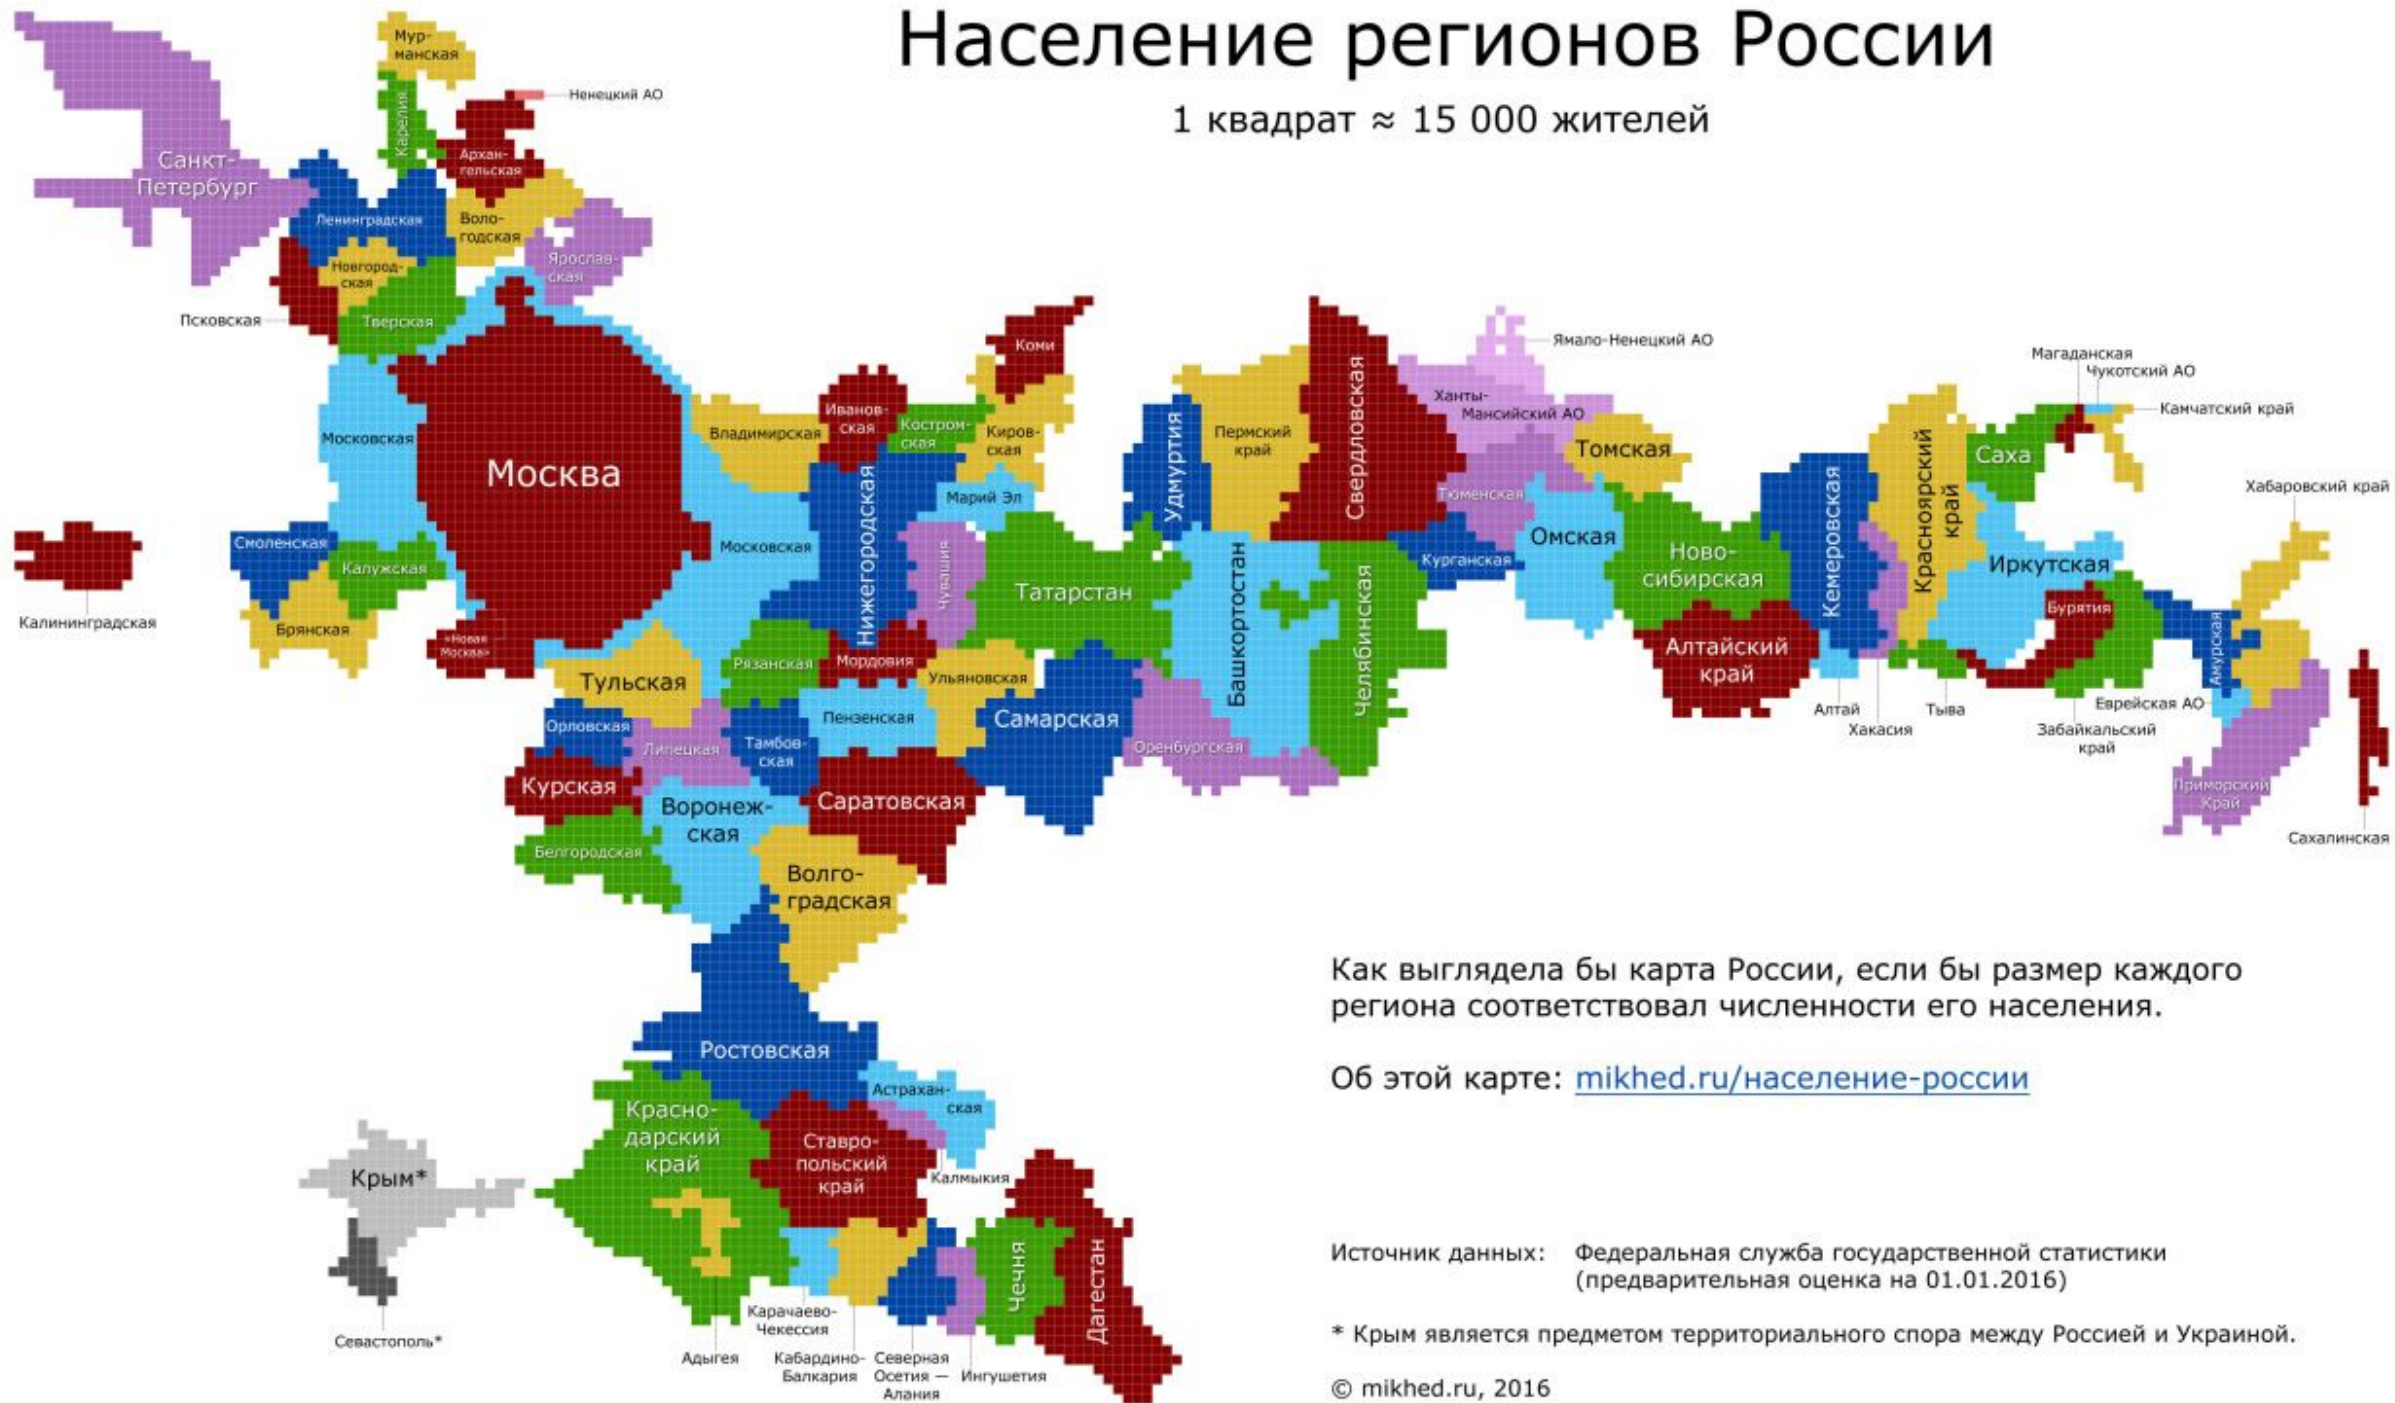 Население регионов России
1 квадрат ≈ 15 000 жителей
Мур-
манская
Ненецкий АО
Карелия
Архан-
гельская
Санкт-
Петербург
Ленинградская
Воло-
годская
Ярослав-
ская
Новгород-
ская
Псковская
Тверская
Коми
Ямало-Ненецкий АО
Магаданская
Чукотский АО
Камчатский край
Московская
Москва
Владимирская
Иванов-
ская
Костром-
ская
Киров-
ская
Марий Эл
Удмуртия
Пермский
край
Свердловская
Ханты-
Мансийский АО
Томская
Тюменская
Саха
Красноярский
край
Кемеровская
Хабаровский край
Калининградская
Смоленская
Калужская
Брянская
«Новая
Москва»
Московская
Нижегородская
Чувашия
Татарстан
Башкортостан
Челябинская
Курганская
Омская
Ново-
сибирская
Иркутская
Бурятия
Амурская
Алтайский
край
Алтай
Хакасия
Тыва
Еврейская АО
Забайкальский
край
Приморский
Край
Сахалинская
Тульская
Рязанская
Мордовия
Ульяновская
Орловская
Липецкая
Тамбов-
ская
Пензенская
Самарская
Оренбургская
Курская
Воронеж-
ская
Саратовская
Белгородская
Волго-
градская
Ростовская
Астрахан-
ская
Красно-
дарский
край
Ставро-
польский
край
Калмыкия
Крым*
Севастополь*
Адыгея
Карачаево-
Черкессия
Кабардино-
Балкария
Северная
Осетия —
Алания
Ингушетия
Чечня
Дагестан
Как выглядела бы карта России, если бы размер каждого
региона соответствовал численности его населения.
Об этой карте: mikhed.ru/население-россии
Источник данных: Федеральная служба государственной статистики
(предварительная оценка на 01.01.2016)
* Крым является предметом территориального спора между Россией и Украиной.
© mikhed.ru, 2016